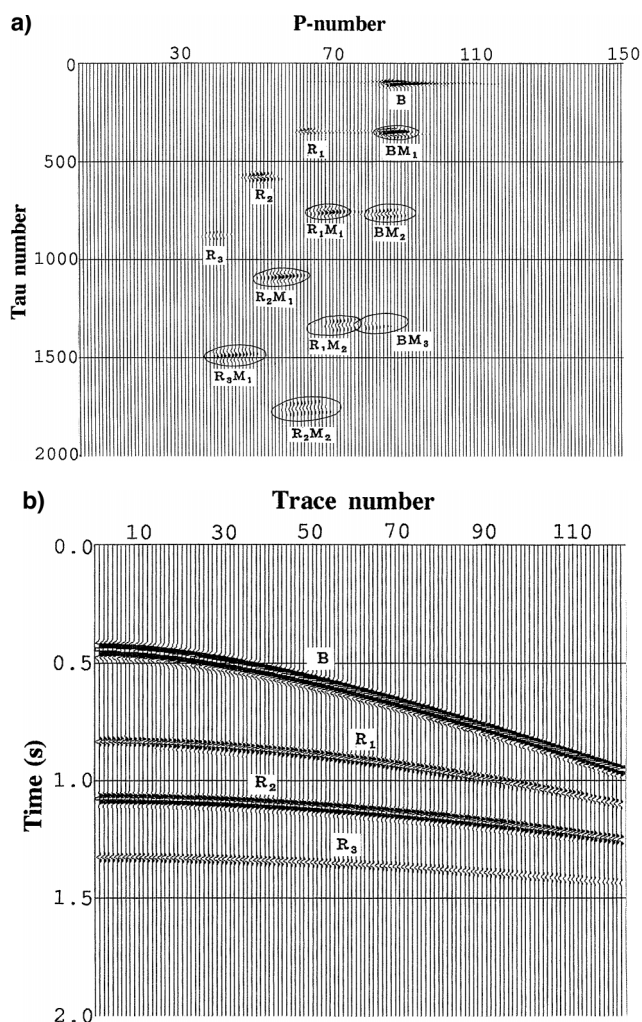 a)
P-number
30 70 110 150
Tau number
0
500
1000
1500
2000
B
R₁ BM₁
R₂
R₁M₁ BM₂
R₃
R₂M₁
R₁M₂ BM₃
R₃M₁
R₂M₂
b)
Trace number
10 30 50 70 90 110
Time (s)
0.0
0.5
1.0
1.5
2.0
B
R₁
R₂
R₃